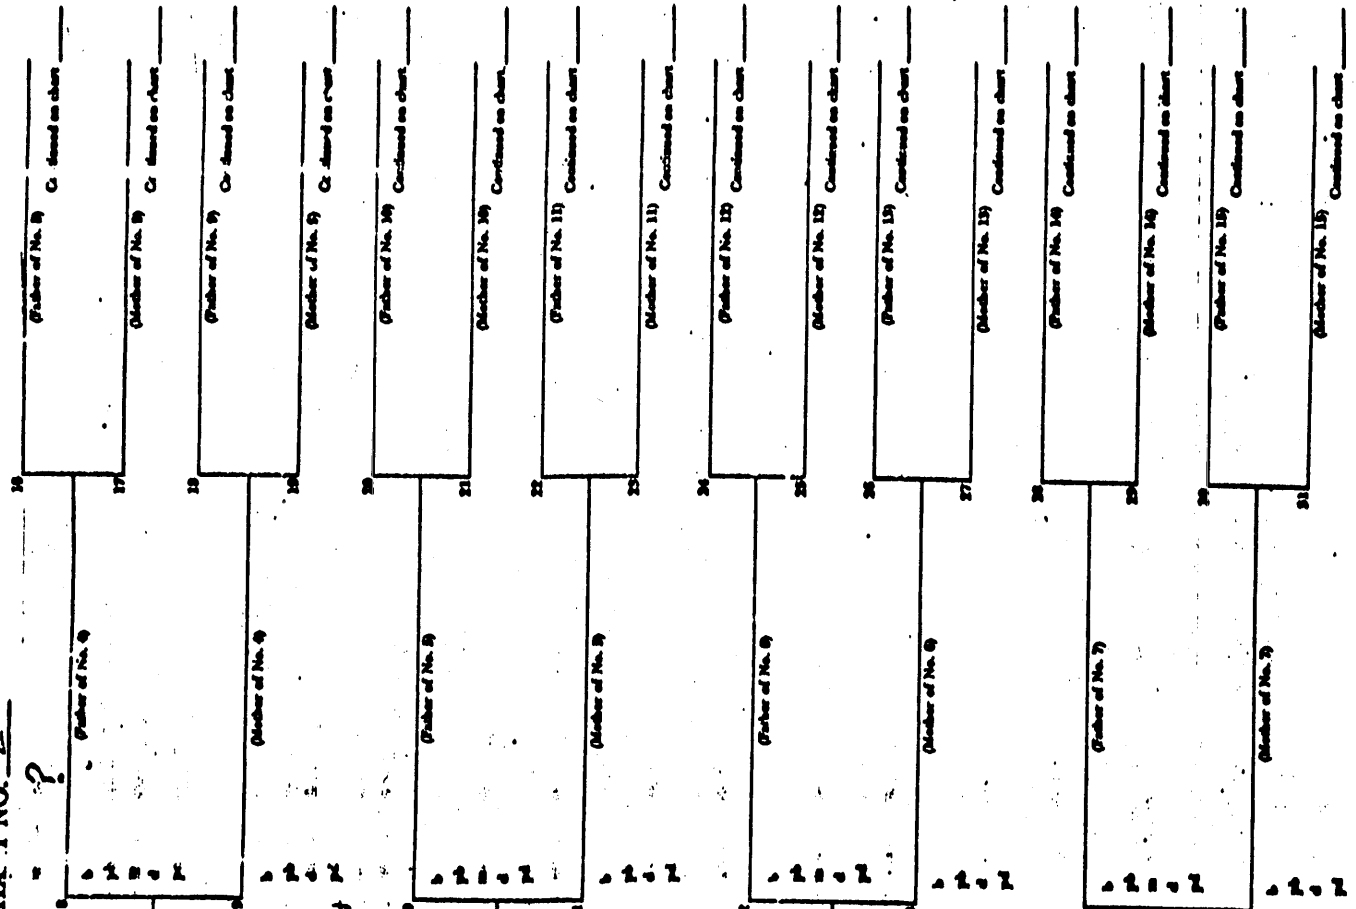 NO.
16
?
(Father of No. 8) on chart
(Father of No. 4)
b
17
(Mother of No. 8) on chart
m
d
18
(Father of No. 9) on chart
(Mother of No. 4)
b
19
d
(Mother of No. 9) on chart
20
(Father of No. 10) Continued on chart
(Father of No. 5)
b
21
m
(Mother of No. 10) Continued on chart
d
22
(Father of No. 11) Continued on chart
(Mother of No. 5)
b
d
23
(Mother of No. 11) Continued on chart
24
(Father of No. 12) Continued on chart
(Father of No. 6)
b
25
m
(Mother of No. 12) Continued on chart
d
26
(Father of No. 13) Continued on chart
(Mother of No. 6)
b
27
d
(Mother of No. 13) Continued on chart
28
(Father of No. 14) Continued on chart
(Father of No. 7)
b
29
m
(Mother of No. 14) Continued on chart
d
30
(Father of No. 15) Continued on chart
(Mother of No. 7)
b
d
31
(Mother of No. 15) Continued on chart